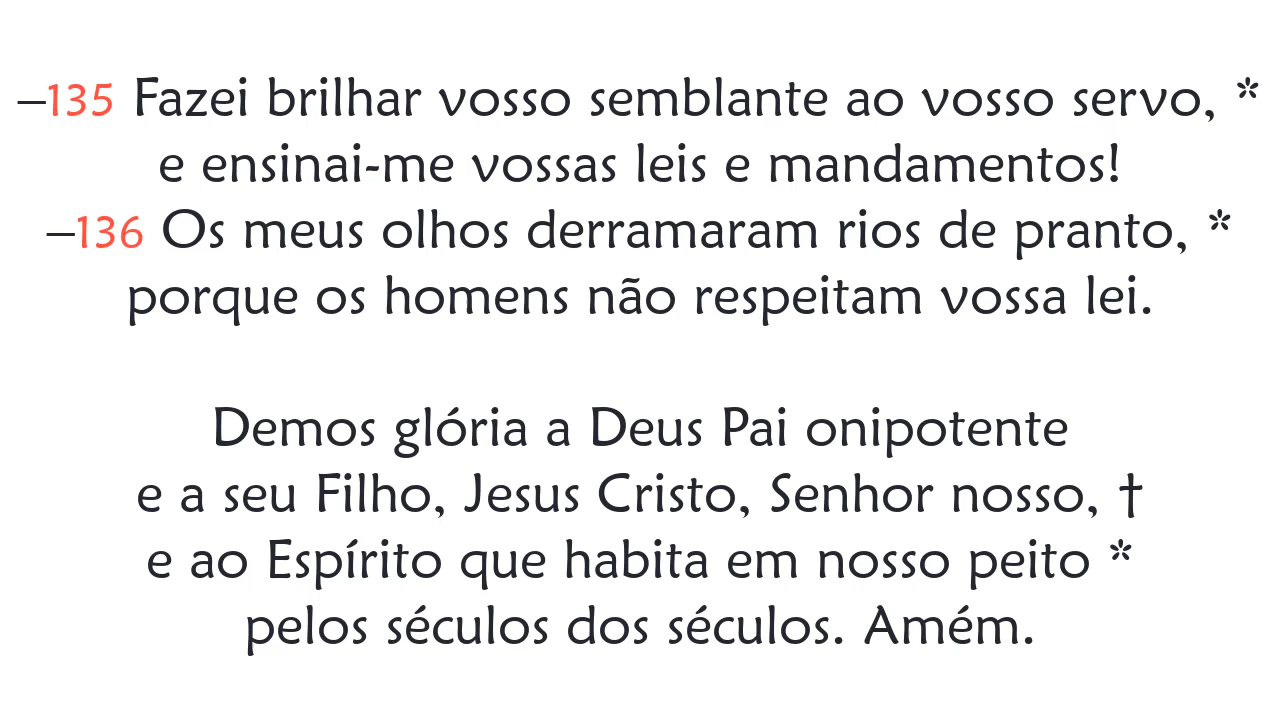 –135 Fazei brilhar vosso semblante ao vosso servo, *
e ensinai-me vossas leis e mandamentos!
–136 Os meus olhos derramaram rios de pranto, *
porque os homens não respeitam vossa lei.
Demos glória a Deus Pai onipotente
e a seu Filho, Jesus Cristo, Senhor nosso, †
e ao Espírito que habita em nosso peito *
pelos séculos dos séculos. Amém.